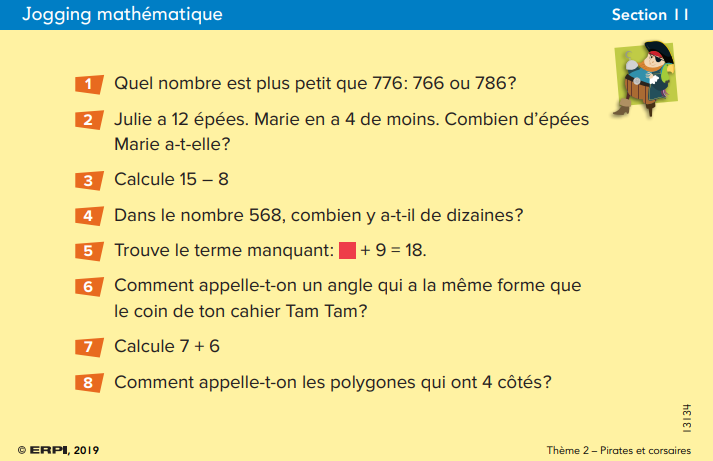 Jogging mathématique
Section 11
1 Quel nombre est plus petit que 776: 766 ou 786?
2 Julie a 12 épées. Marie en a 4 de moins. Combien d'épées
Marie a-t-elle?
3 Calcule 15 – 8
4 Dans le nombre 568, combien y a-t-il de dizaines?
5 Trouve le terme manquant: + 9 = 18.
6 Comment appelle-t-on un angle qui a la même forme que
le coin de ton cahier Tam Tam?
7 Calcule 7 + 6
8 Comment appelle-t-on les polygones qui ont 4 côtés?
13134
© ERPI, 2019
Thème 2 – Pirates et corsaires